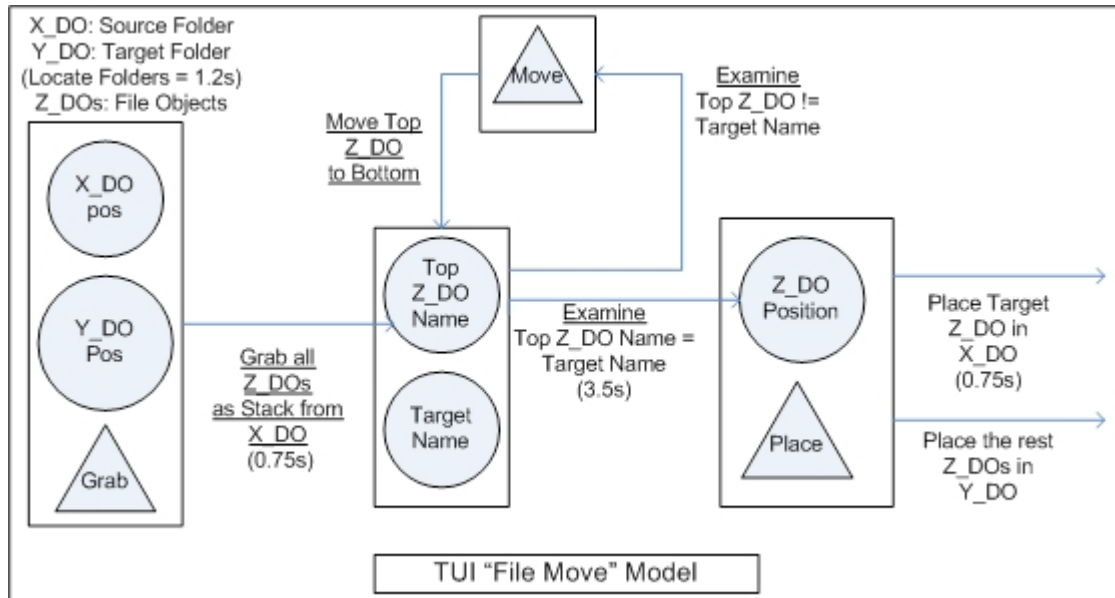 X_DO: Source Folder
Y_DO: Target Folder
(Locate Folders = 1.2s)
Z_DOs: File Objects
X_DO
pos
Y_DO
Pos
Grab
Grab all
Z_DOs
as Stack from
X_DO
(0.75s)
Move Top
Z_DO
to Bottom
Move
Examine
Top Z_DO !=
Target Name
Top
Z_DO
Name
Target
Name
Examine
Top Z_DO Name =
Target Name
(3.5s)
Z_DO
Position
Place
Place Target
Z_DO in
X_DO
(0.75s)
Place the rest
Z_DOs in
Y_DO
TUI “File Move” Model